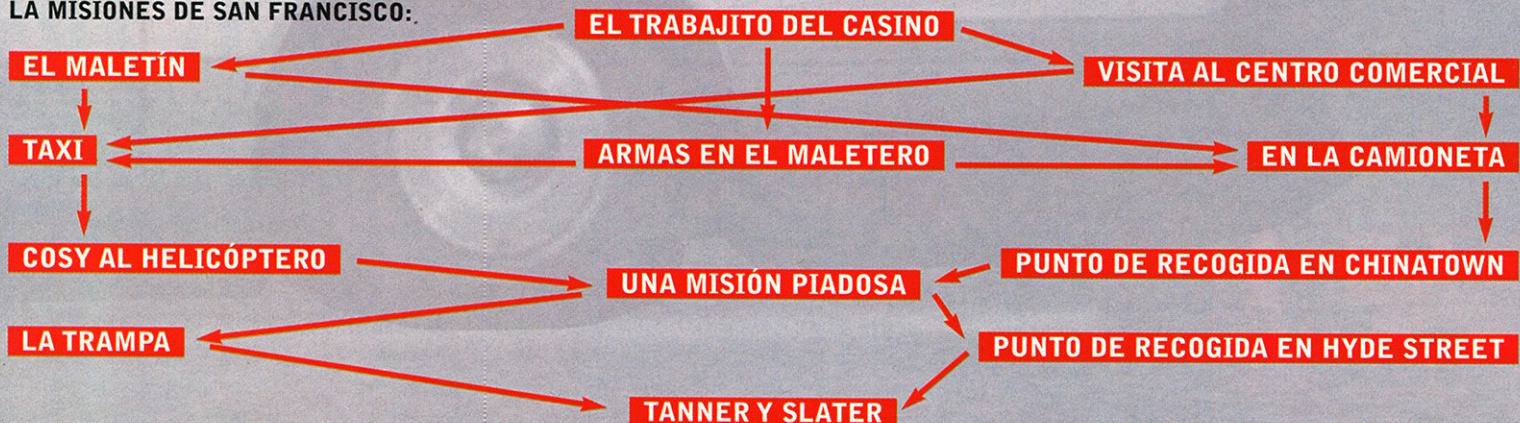 LA MISIONES DE SAN FRANCISCO:
EL TRABAJITO DEL CASINO
EL MALETÍN
VISITA AL CENTRO COMERCIAL
TAXI
ARMAS EN EL MALETERO
EN LA CAMIONETA
COSY AL HELICÓPTERO
UNA MISIÓN PIADOSA
PUNTO DE RECOGIDA EN CHINATOWN
LA TRAMPA
PUNTO DE RECOGIDA EN HYDE STREET
TANNER Y SLATER